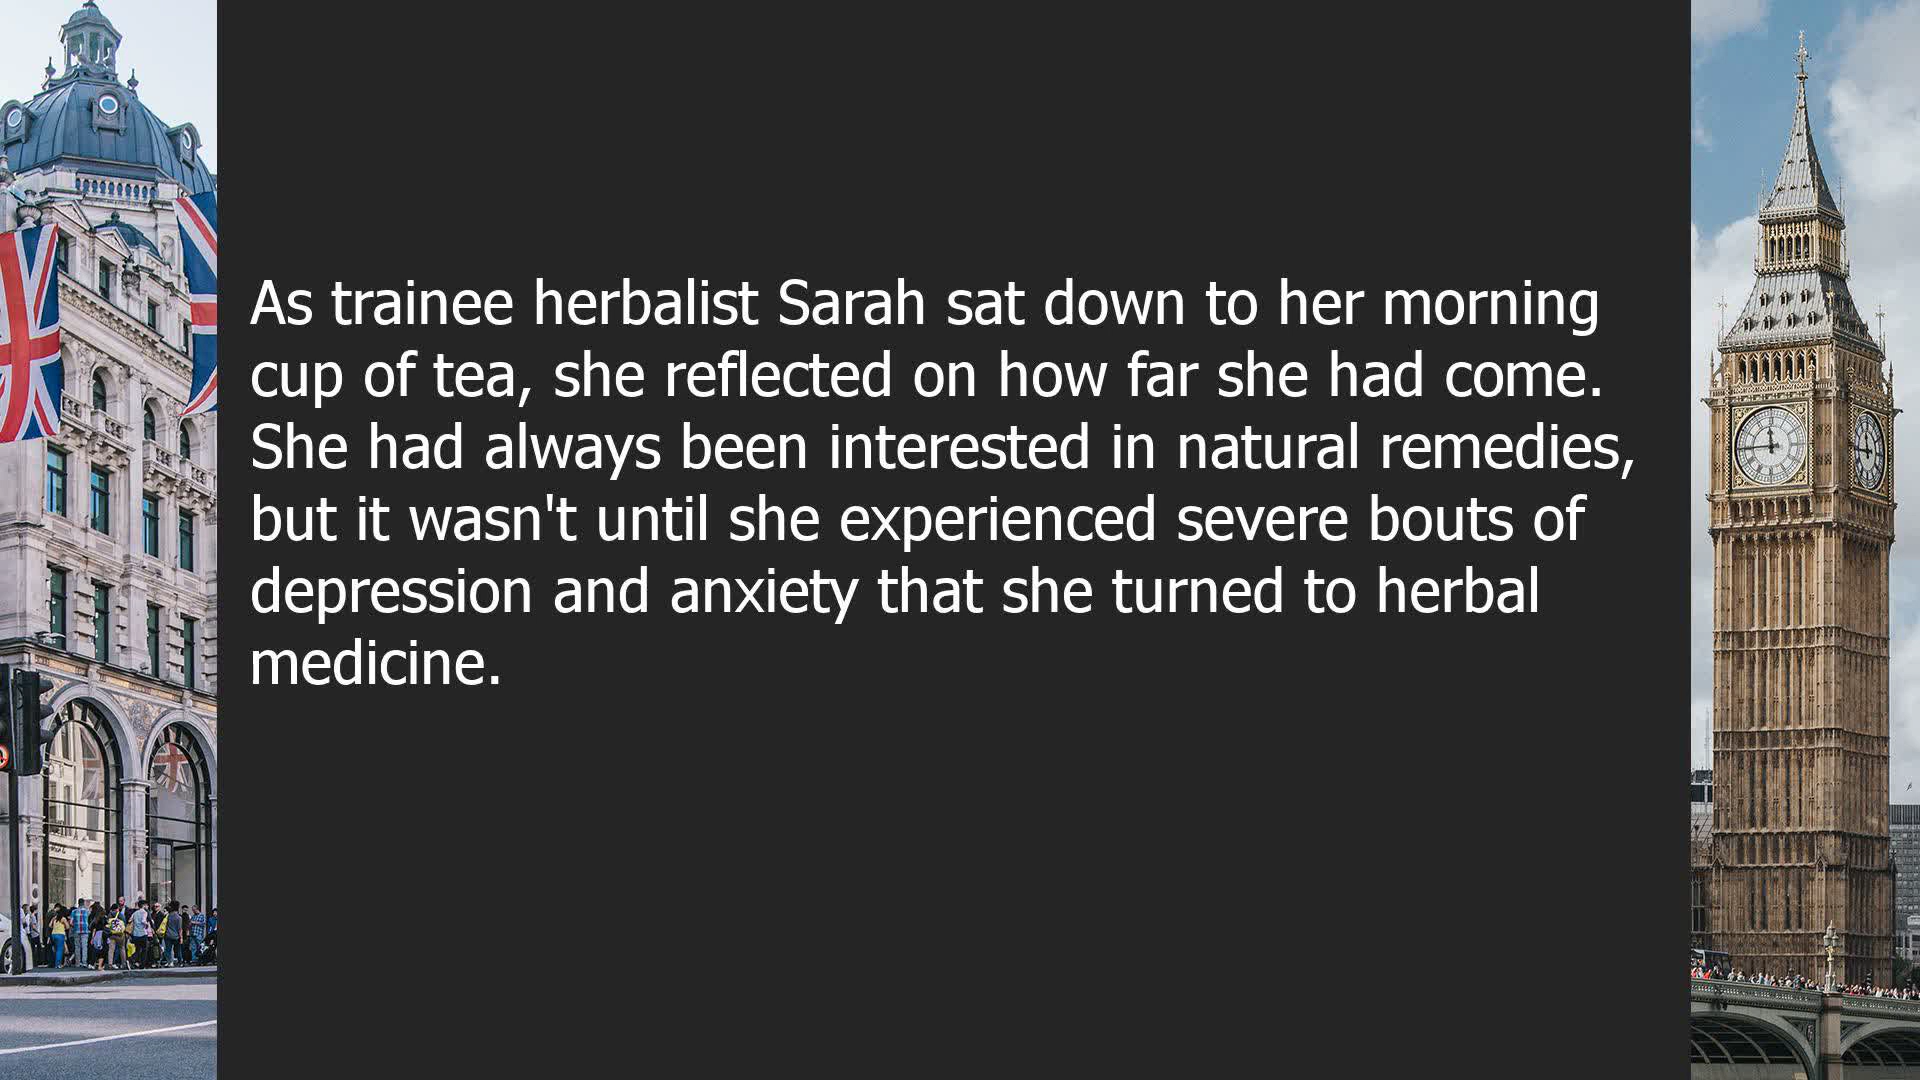 As trainee herbalist Sarah sat down to her morning
cup of tea, she reflected on how far she had come.
She had always been interested in natural remedies,
but it wasn't until she experienced severe bouts of
depression and anxiety that she turned to herbal
medicine.